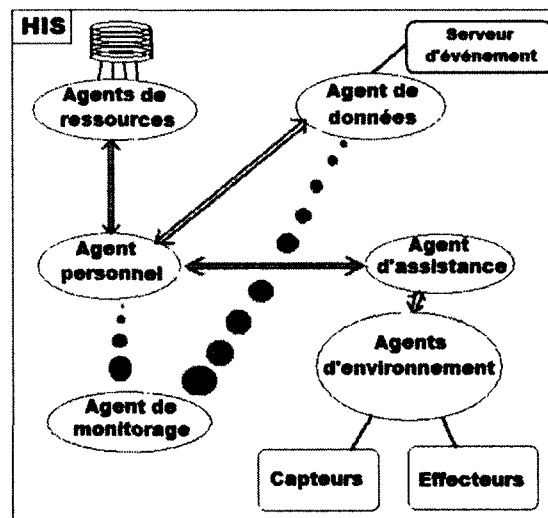 HIS
Serveur
d'événement
Agents de
ressources
Agent de
données
Agent
personnel
Agent
d'assistance
Agents
d'environnement
Agent de
monitorage
Capteurs
Effecteurs